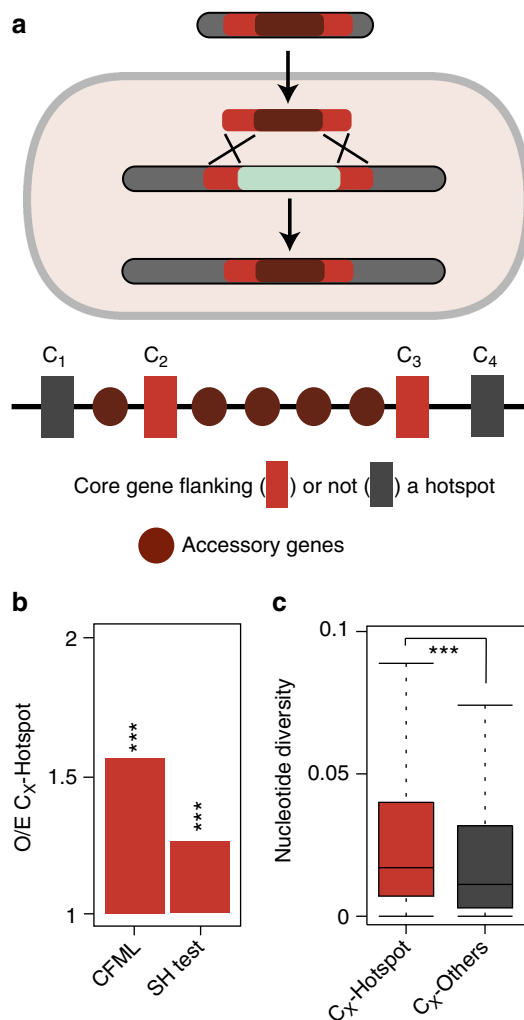 a
C₁ C₂ C₃ C₄
Core gene flanking ( ) or not ( ) a hotspot
Accessory genes
b
O/E Cₓ-Hotspot
2
1.5
1
***
***
CFML
SH test
c
Nucleotide diversity
0.1
0.05
0
***
Cₓ-Hotspot
Cₓ-Others